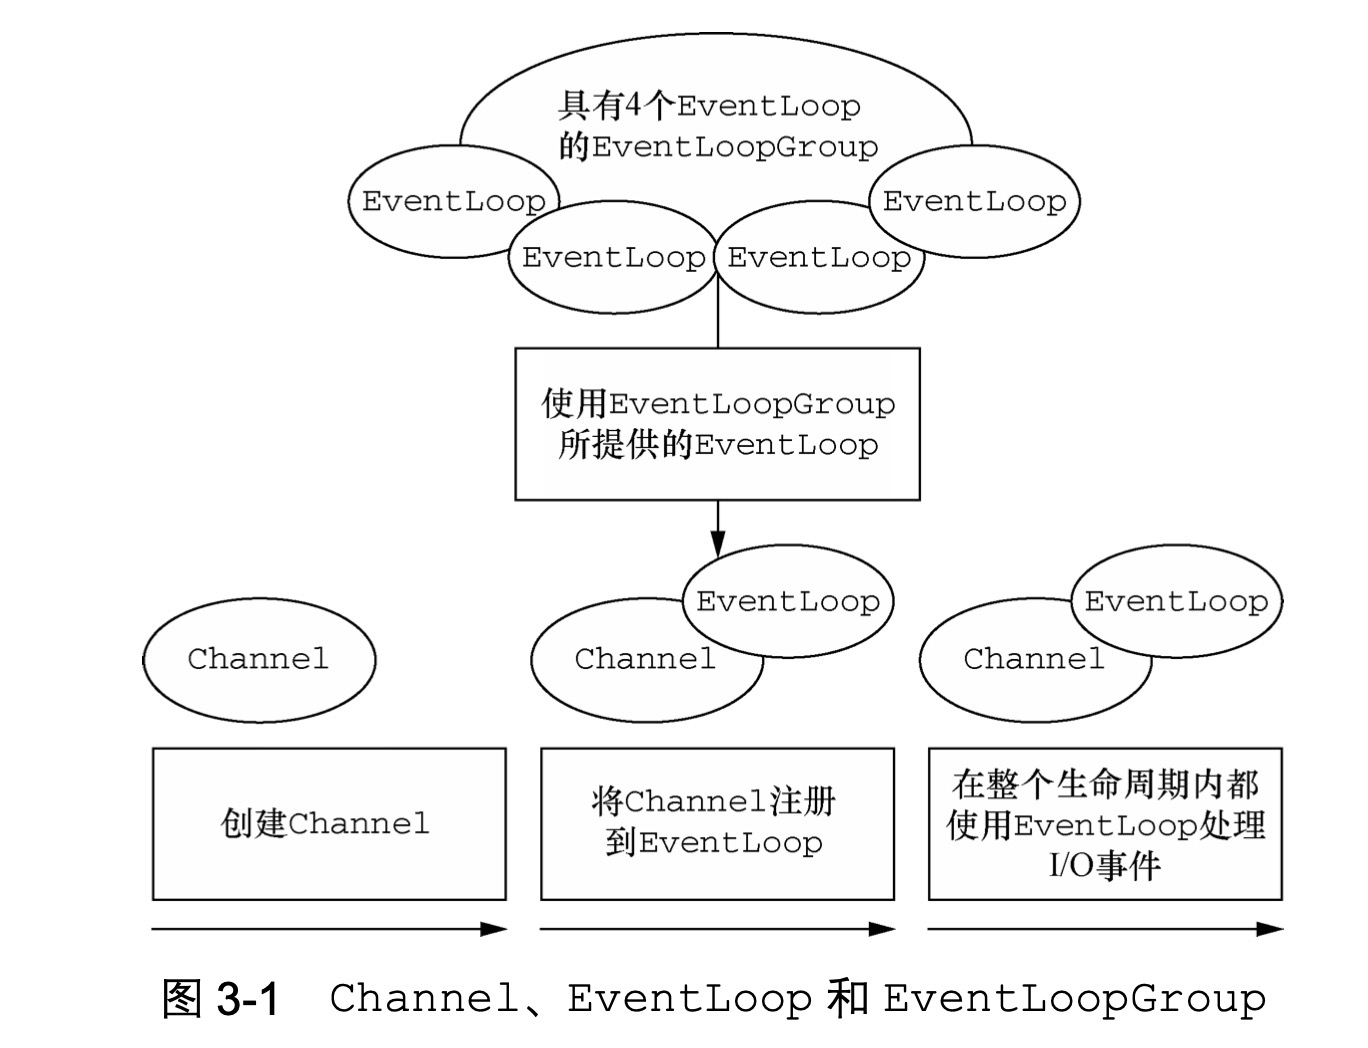 具有4个EventLoop
的EventLoopGroup
EventLoop
EventLoop
EventLoop
EventLoop
使用EventLoopGroup
所提供的EventLoop
EventLoop
EventLoop
Channel
Channel
Channel
创建Channel
将Channel注册
到EventLoop
在整个生命周期内都
使用EventLoop处理
I/O事件
图 3-1 Channel、EventLoop 和 EventLoopGroup